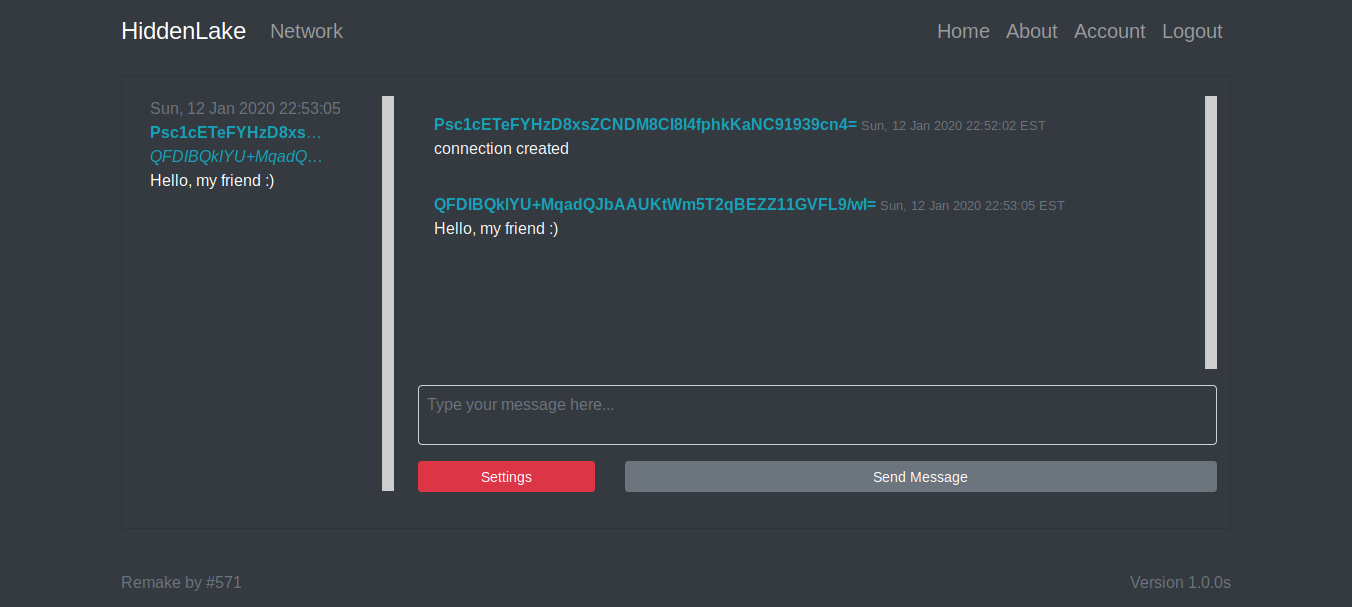 HiddenLake Network Home About Account Logout
Sun, 12 Jan 2020 22:53:05
Psc1cETeFYHzD8xs...
QFDIBQkIYU+MqadQ...
Hello, my friend :)
Psc1cETeFYHzD8xsZCNDM8CI8I4fphkKaNC91939cn4= Sun, 12 Jan 2020 22:52:02 EST
connection created
QFDIBQkIYU+MqadQJbAAUKtWm5T2qBEZZ11GVFL9/wI= Sun, 12 Jan 2020 22:53:05 EST
Hello, my friend :)
Type your message here...
Settings Send Message
Remake by #571 Version 1.0.0s